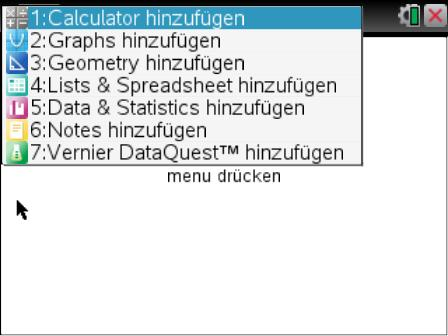 1:Calculator hinzufügen
2:Graphs hinzufügen
3:Geometry hinzufügen
4:Lists & Spreadsheet hinzufügen
5:Data & Statistics hinzufügen
6:Notes hinzufügen
7:Vernier DataQuest™ hinzufügen
menu drücken